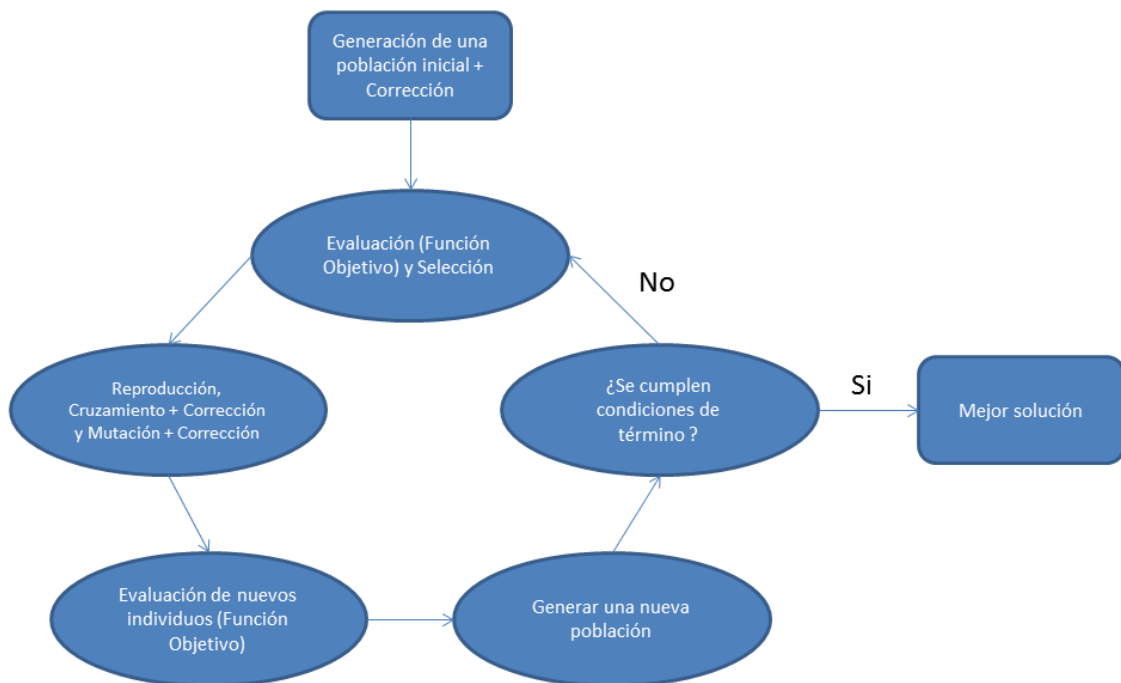 Generación de una
población inicial +
Corrección
Evaluación (Función
Objetivo) y Selección
No
Reproducción,
Cruzamiento + Corrección
y Mutación + Corrección
¿Se cumplen
condiciones de
término ?
Si
Mejor solución
Evaluación de nuevos
individuos (Función
Objetivo)
Generar una nueva
población